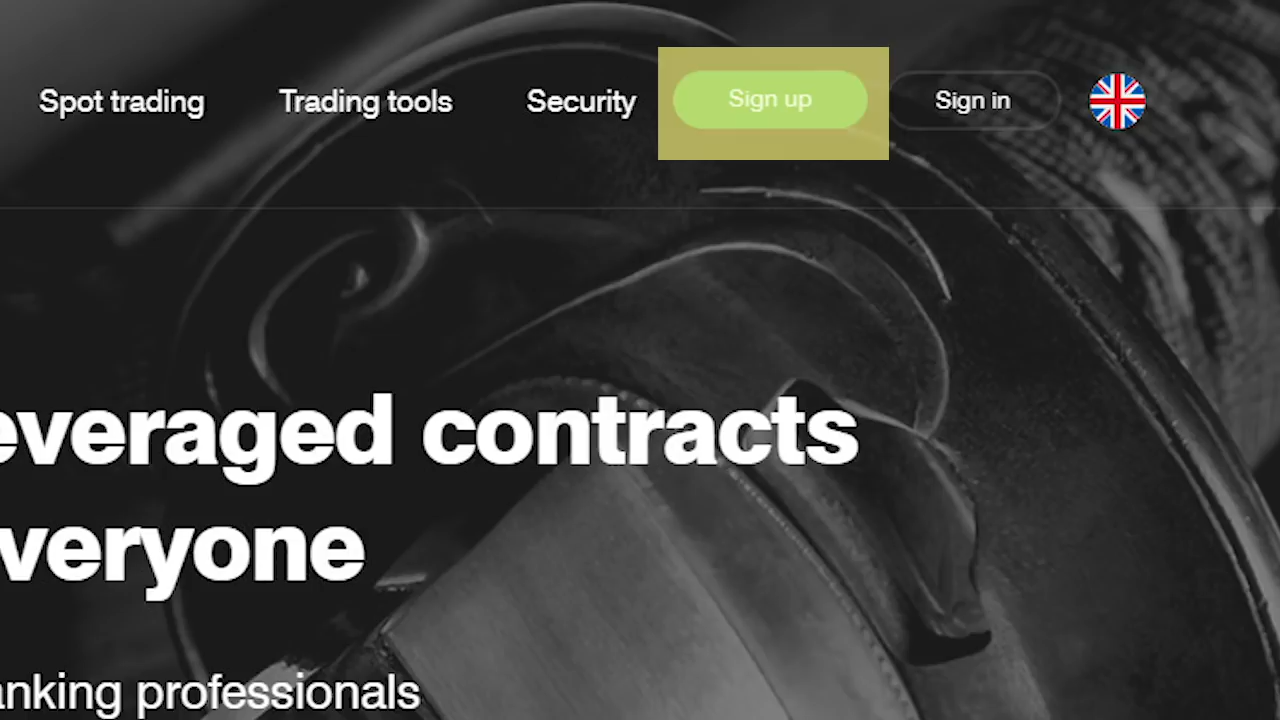 Spot trading Trading tools Security Sign up Sign in
everaged contracts
veryone
anking professionals